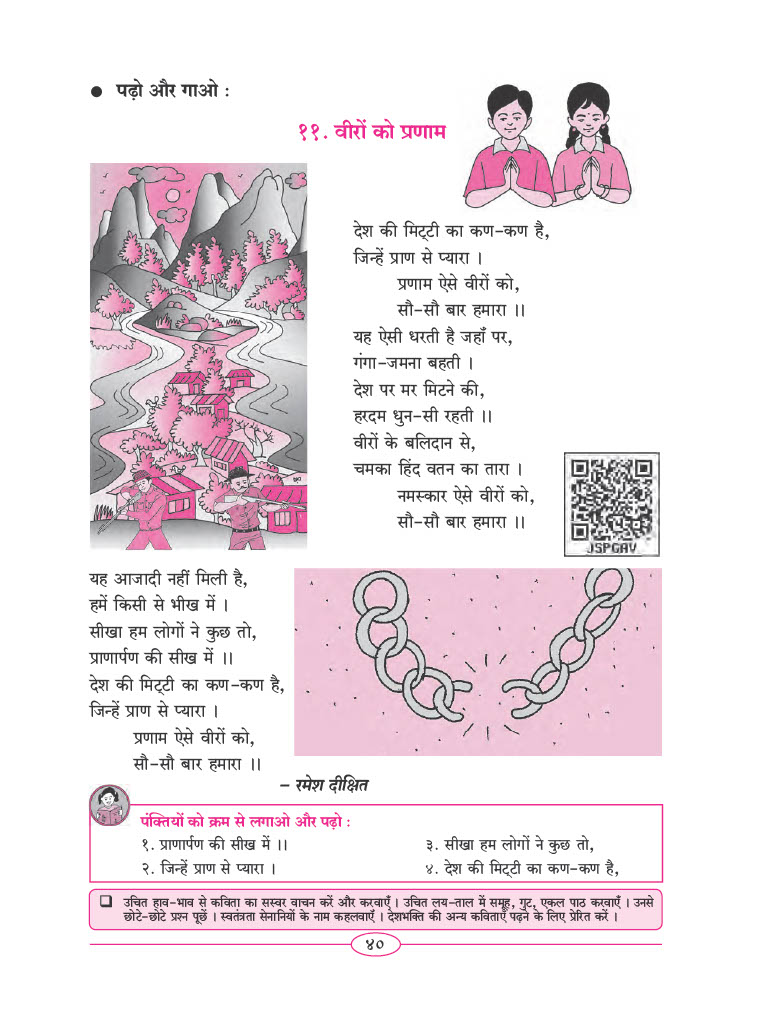 ● पढ़ो और गाओ :
११. वीरों को प्रणाम
देश की मिट्‌टी का कण-कण है,
जिन्हें प्राण से प्यारा ।
प्रणाम ऐसे वीरों को,
सौ-सौ बार हमारा ।।
यह ऐसी धरती है जहाँ पर,
गंगा-जमना बहती ।
देश पर मर मिटने की,
हरदम धुन-सी रहती ।।
वीरों के बलिदान से,
चमका हिंद वतन का तारा ।
नमस्कार ऐसे वीरों को,
सौ-सौ बार हमारा ।।
JSPGAV
यह आजादी नहीं मिली है,
हमें किसी से भीख में ।
सीखा हम लोगों ने कुछ तो,
प्राणार्पण की सीख में ।।
देश की मिट्‌टी का कण-कण है,
जिन्हें प्राण से प्यारा ।
प्रणाम ऐसे वीरों को,
सौ-सौ बार हमारा ।।
– रमेश दीक्षित
पंक्तियों को क्रम से लगाओ और पढ़ो :
१. प्राणार्पण की सीख में ।।
२. जिन्हें प्राण से प्यारा ।
३. सीखा हम लोगों ने कुछ तो,
४. देश की मिट्‌टी का कण-कण है,
❑ उचित हाव-भाव से कविता का सस्वर वाचन करें और करवाएँ । उचित लय-ताल में समूह, गुट, एकल पाठ करवाएँ । उनसे
छोटे-छोटे प्रश्न पूछें । स्वतंत्रता सेनानियों के नाम कहलवाएँ । देशभक्ति की अन्य कविताएँ पढ़ने के लिए प्रेरित करें ।
४०